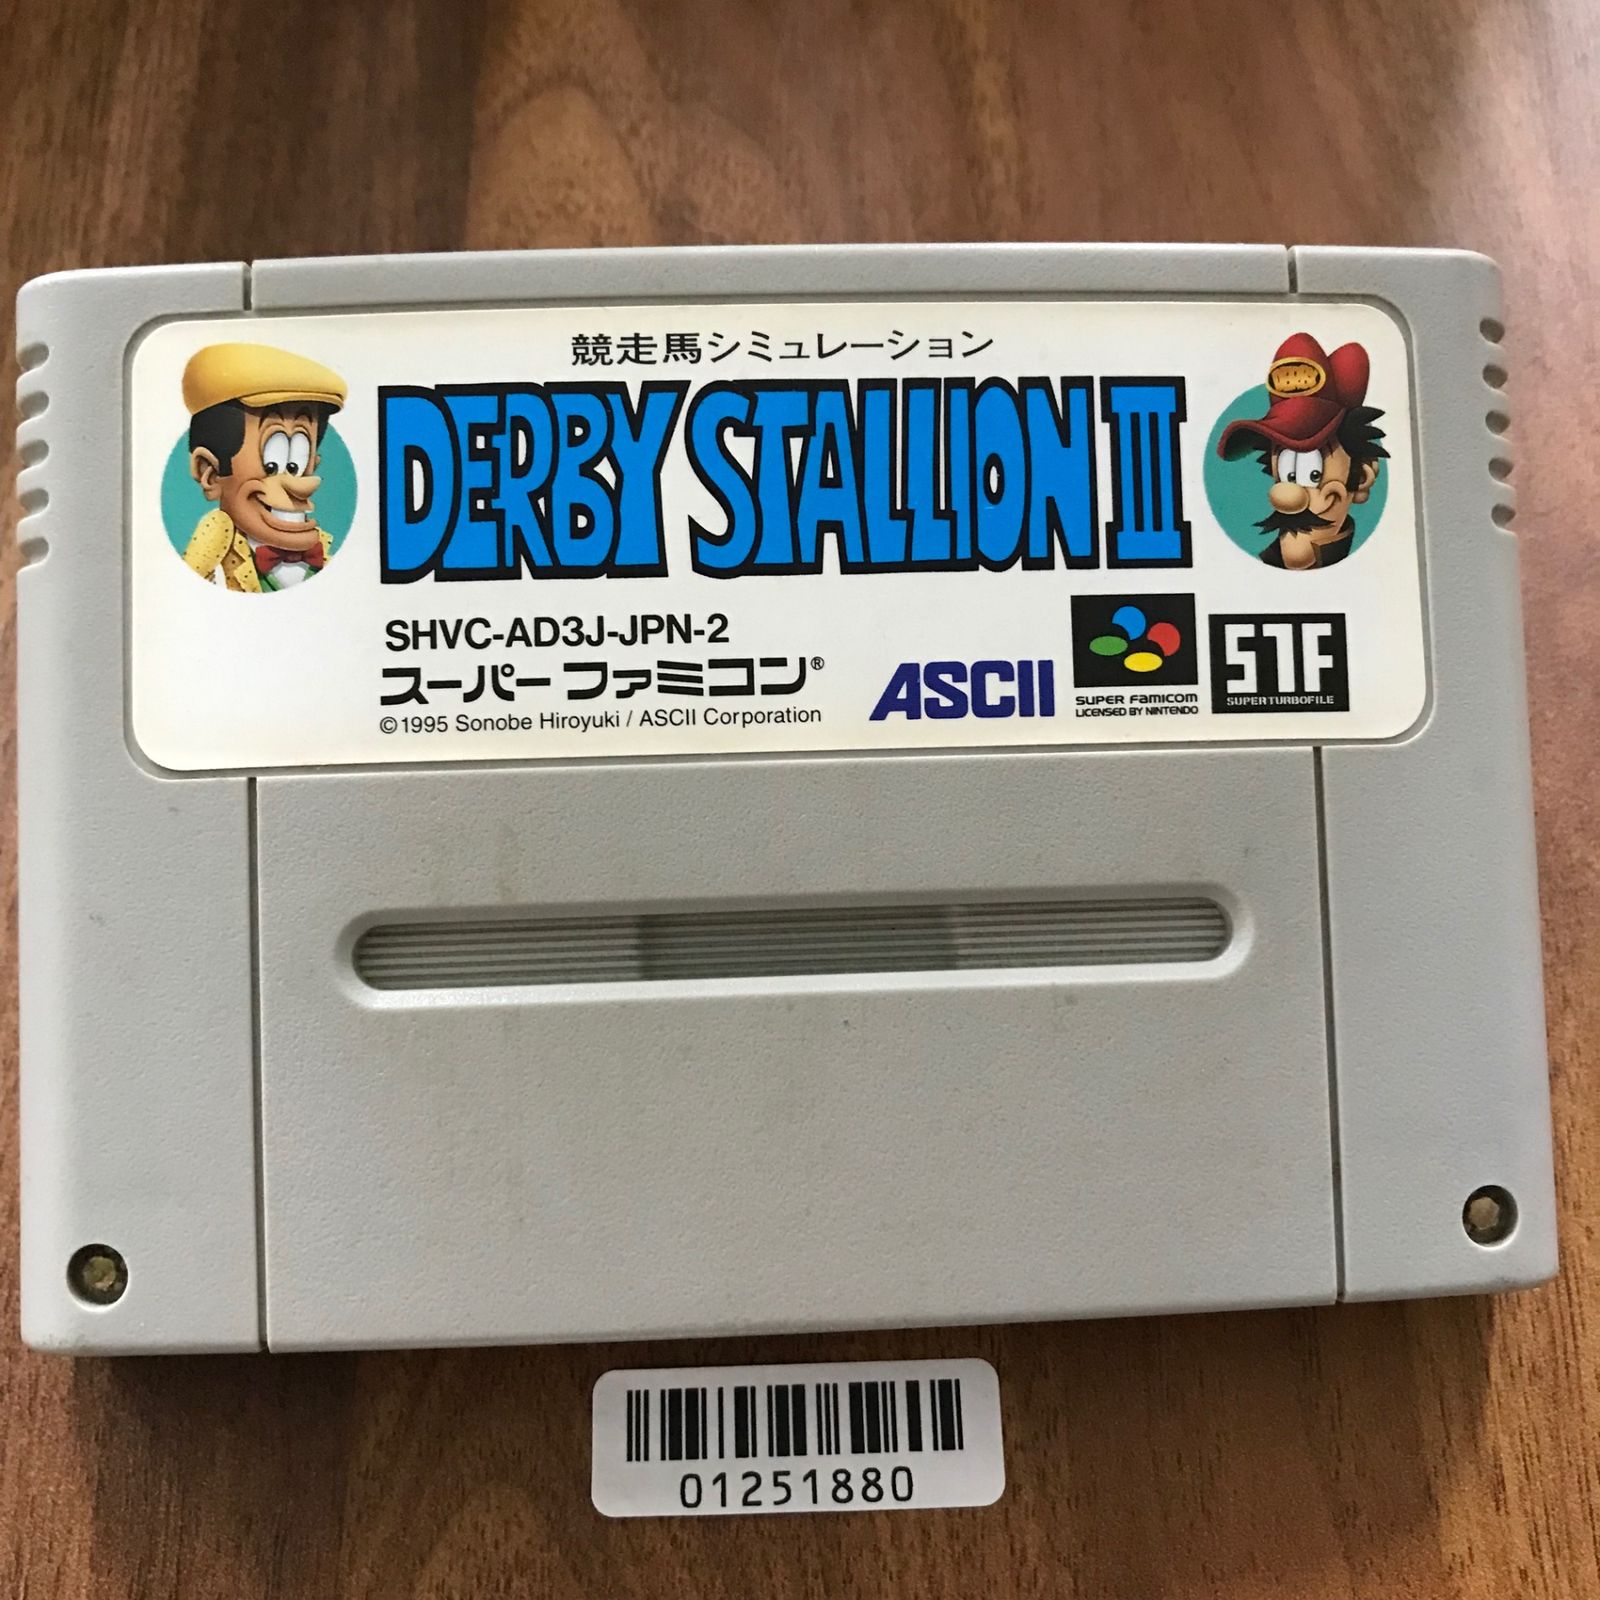 競走馬シミュレーション
DERBY STALLION III
DERBY
SHVC-AD3J-JPN-2
スーパーファミコン®
©1995 Sonobe Hiroyuki / ASCII Corporation
ASCII
SUPER FAMICOM
LICENSED BY NINTENDO
STF
SUPER TURBOFILE
01251880